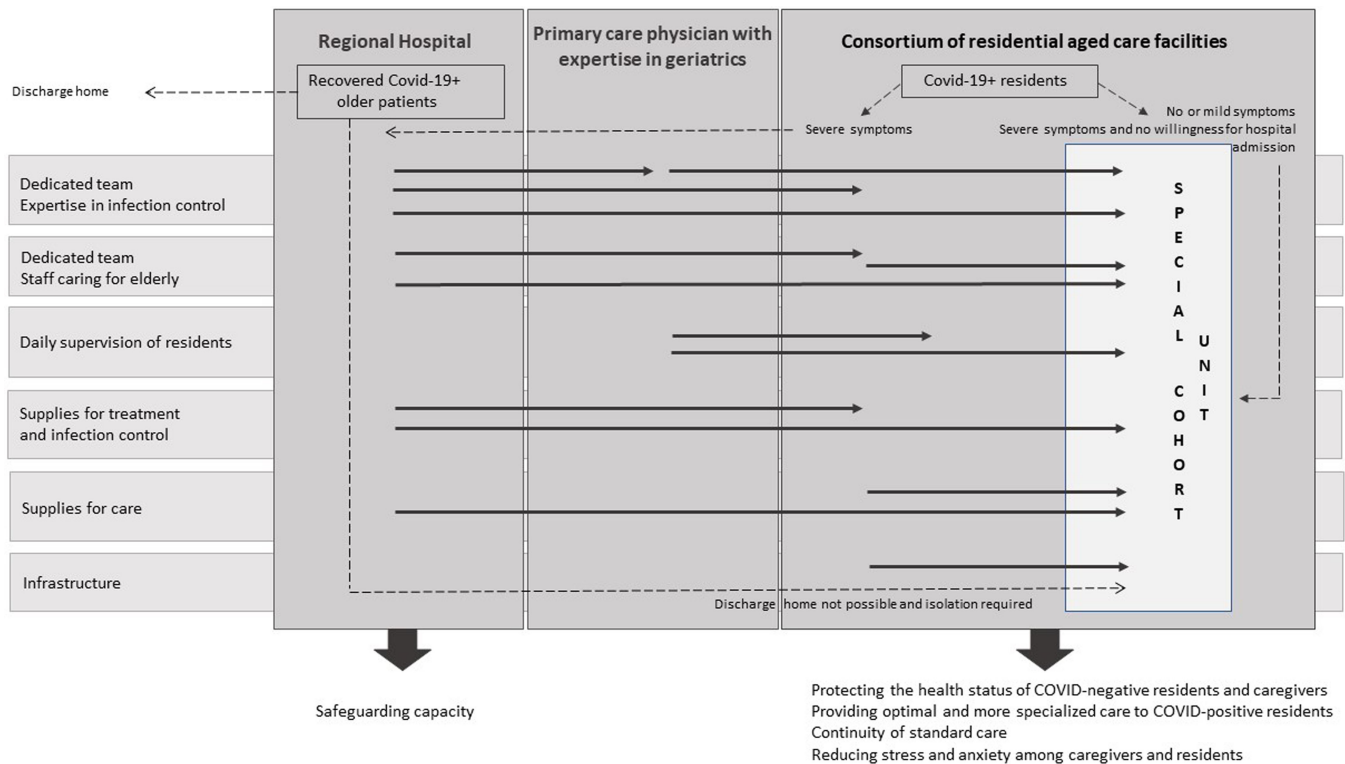 Regional Hospital
Primary care physician with
expertise in geriatrics
Consortium of residential aged care facilities
Discharge home
Recovered Covid-19+
older patients
Covid-19+ residents
Severe symptoms
No or mild symptoms
Severe symptoms and no willingness for hospital
admission
Dedicated team
Expertise in infection control
Dedicated team
Staff caring for elderly
Daily supervision of residents
Supplies for treatment
and infection control
Supplies for care
Infrastructure
SPECIAL COHORT
UNIT
Discharge home not possible and isolation required
Safeguarding capacity
Protecting the health status of COVID-negative residents and caregivers
Providing optimal and more specialized care to COVID-positive residents
Continuity of standard care
Reducing stress and anxiety among caregivers and residents